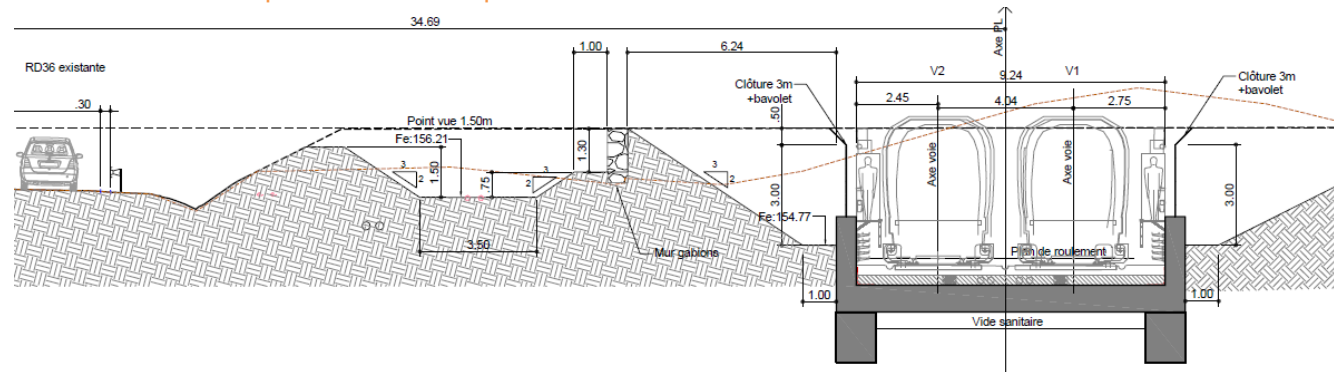 34.69
Axe PL
1.00
6.24
RD36 existante
V2
V1
9.24
Clôture 3m
+bavolet
Clôture 3m
+bavolet
.30
2.45
4.04
2.75
.50
Point vue 1.50m
Fe:156.21
3
2
1.50
.75
3
2
1.30
3
2
3.00
Axe voie
Axe voie
3.00
Fe:154.77
3.50
Mur gabions
Plan de roulement
1.00
1.00
Vide sanitaire